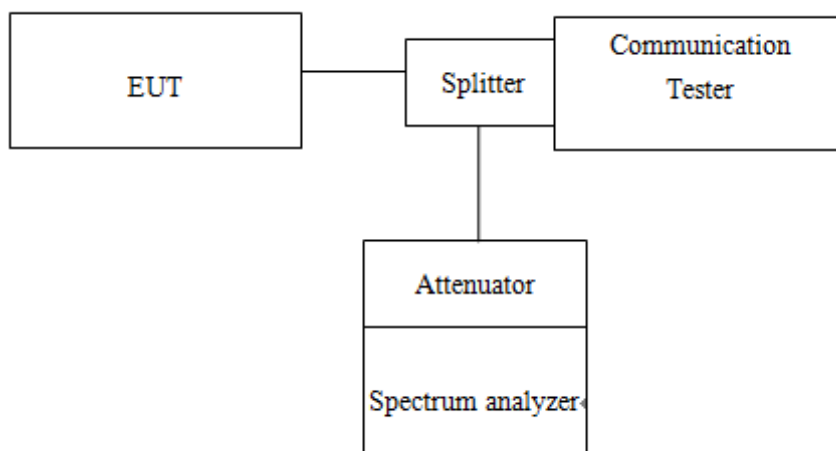 EUT
Splitter
Communication
Tester
Attenuator
Spectrum analyzer